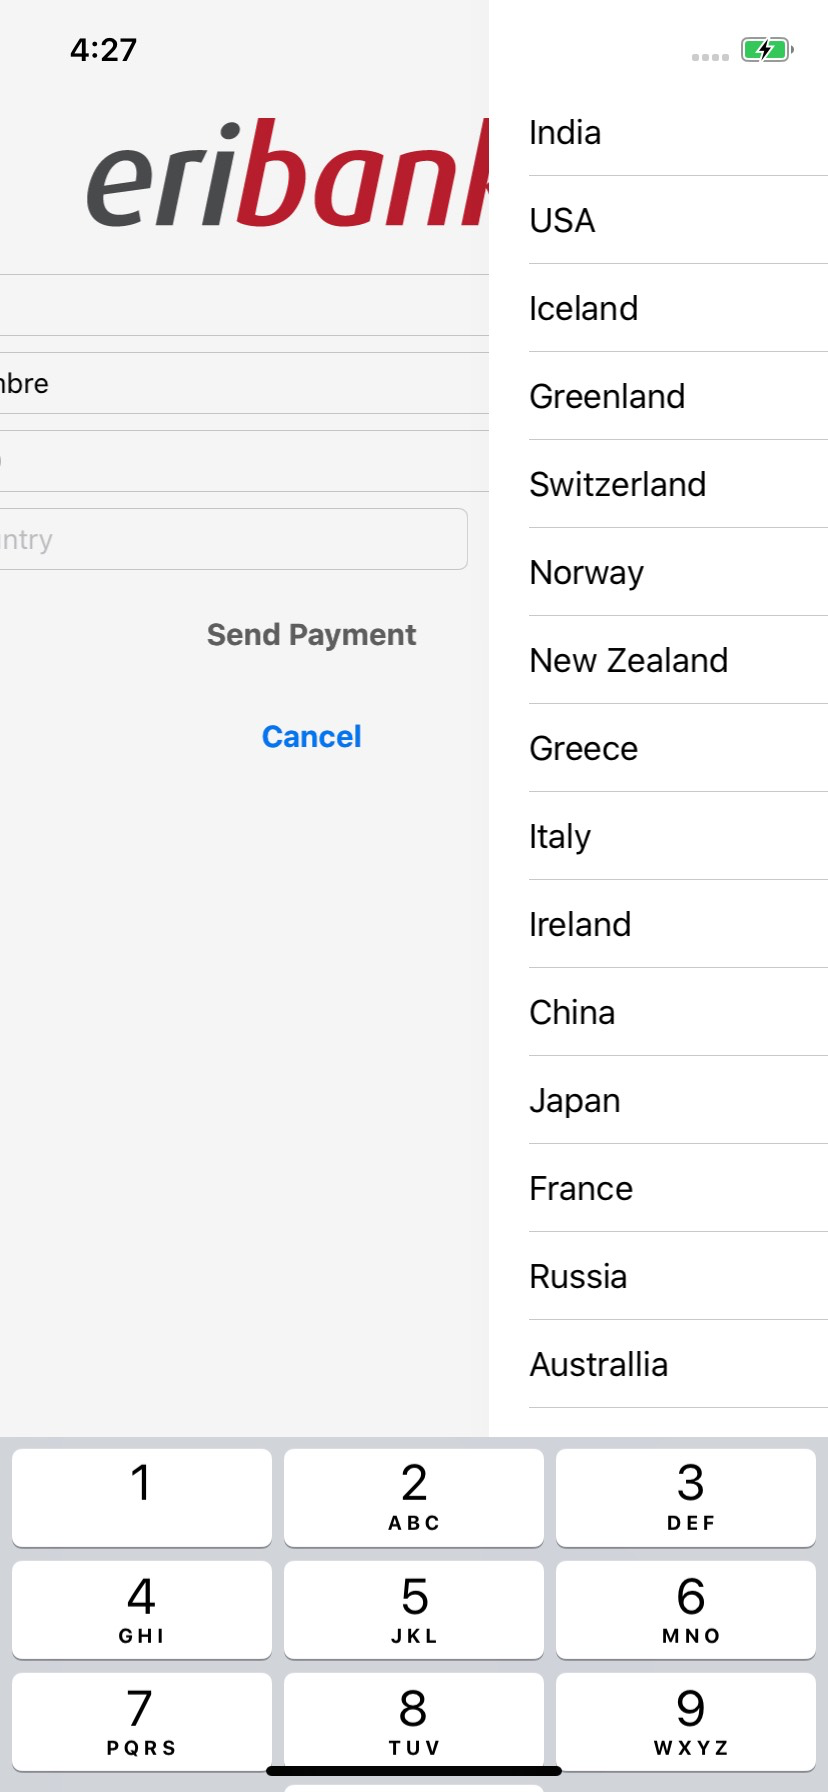 4:27
eribank
mbre
ntry
Send Payment
Cancel
India
USA
Iceland
Greenland
Switzerland
Norway
New Zealand
Greece
Italy
Ireland
China
Japan
France
Russia
Australlia
1
2
ABC
3
DEF
4
GHI
5
JKL
6
MNO
7
PQRS
8
TUV
9
WXYZ